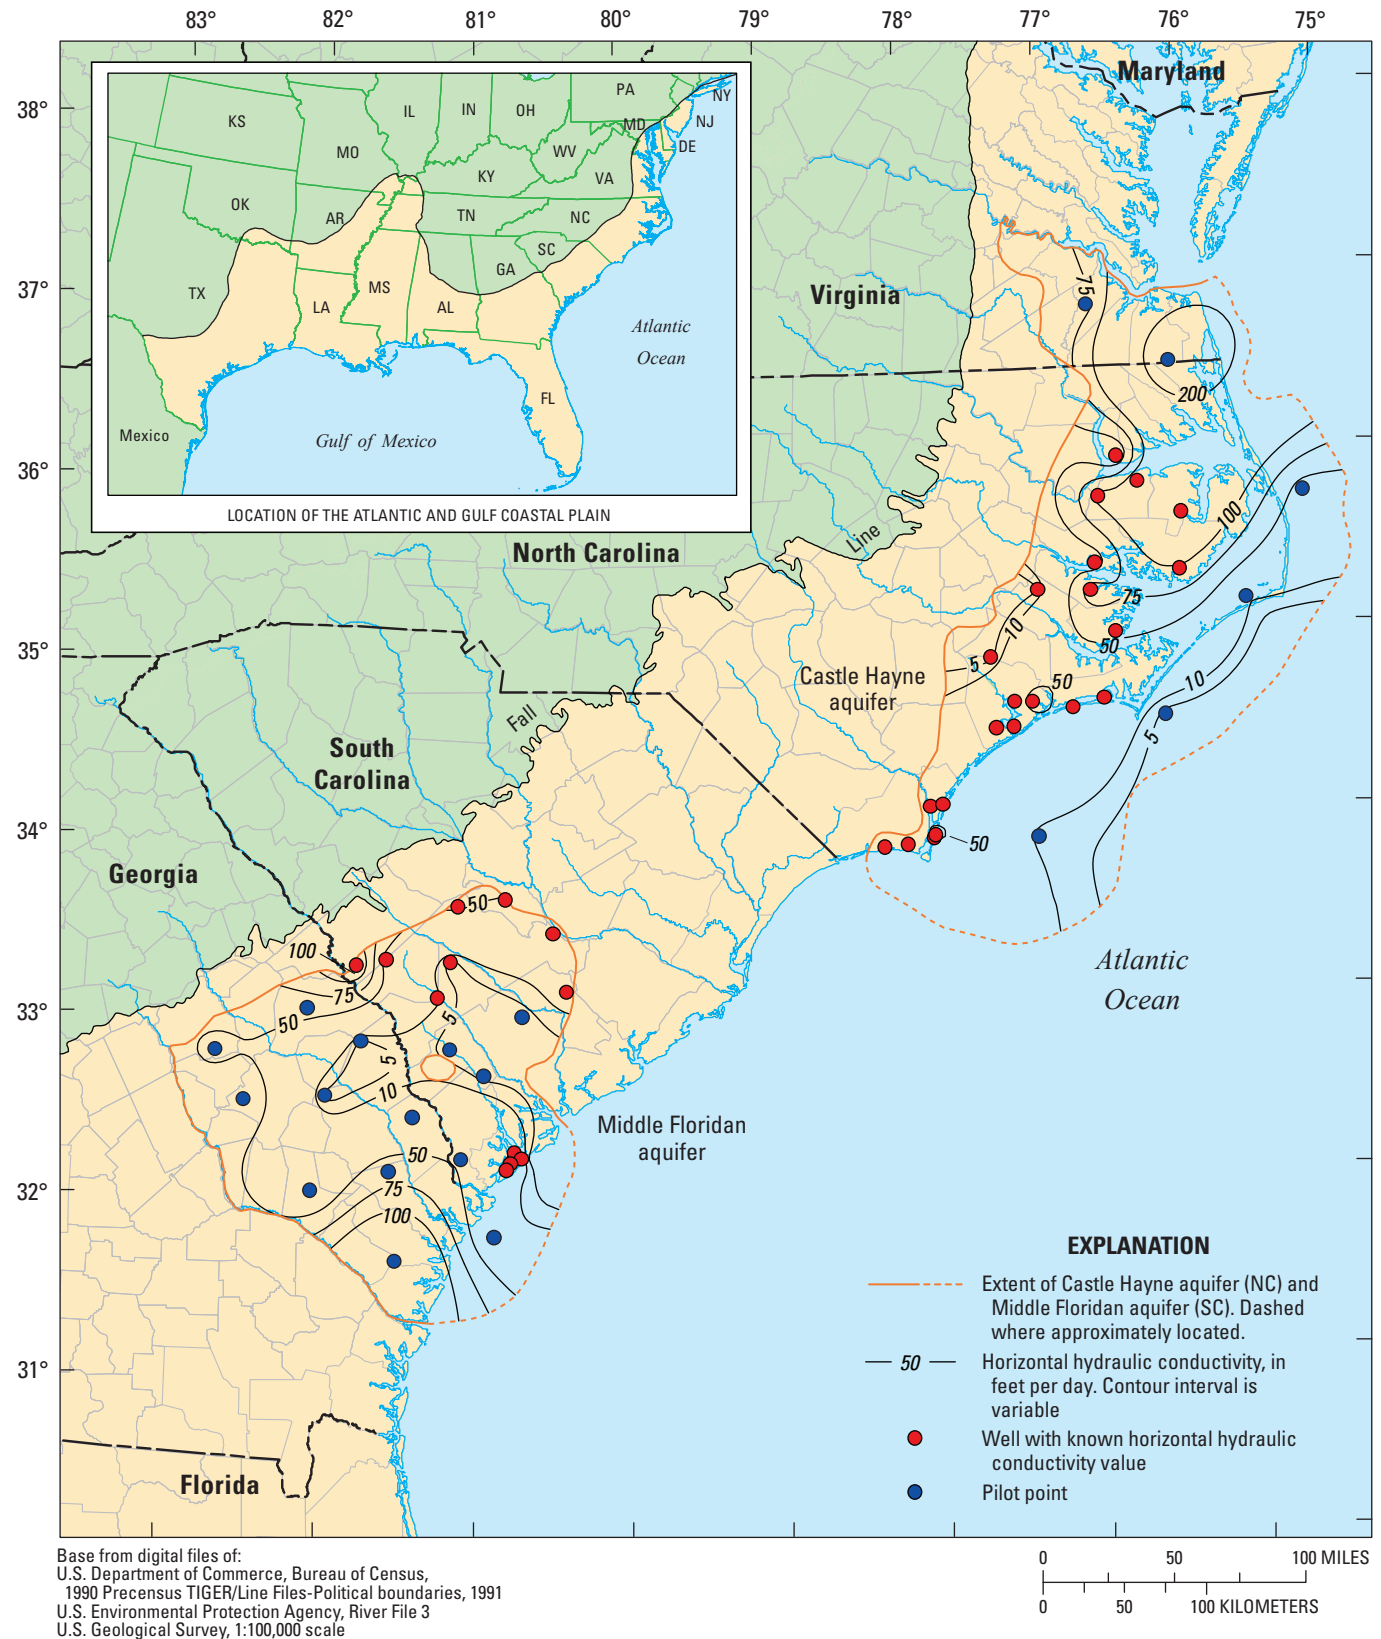 83° 82° 81° 80° 79° 78° 77° 76° 75°
38°
37°
36°
35°
34°
33°
32°
31°
KS
MO
IL
IN
OH
PA
NY
NJ
MD
DE
WV
VA
KY
OK
AR
TN
NC
SC
GA
TX
LA
MS
AL
FL
Mexico
Gulf of Mexico
Atlantic
Ocean
LOCATION OF THE ATLANTIC AND GULF COASTAL PLAIN
Maryland
Virginia
75
200
North Carolina
Line
100
75
50
10
5
50
10
5
Castle Hayne
aquifer
South
Carolina
Fall
50
Georgia
50
100
75
50
5
5
10
50
75
100
Atlantic
Ocean
Middle Floridan
aquifer
Florida
EXPLANATION
Extent of Castle Hayne aquifer (NC) and
Middle Floridan aquifer (SC). Dashed
where approximately located.
50 Horizontal hydraulic conductivity, in
feet per day. Contour interval is
variable
Well with known horizontal hydraulic
conductivity value
Pilot point
Base from digital files of:
U.S. Department of Commerce, Bureau of Census,
1990 Precensus TIGER/Line Files-Political boundaries, 1991
U.S. Environmental Protection Agency, River File 3
U.S. Geological Survey, 1:100,000 scale
0 50 100 MILES
0 50 100 KILOMETERS